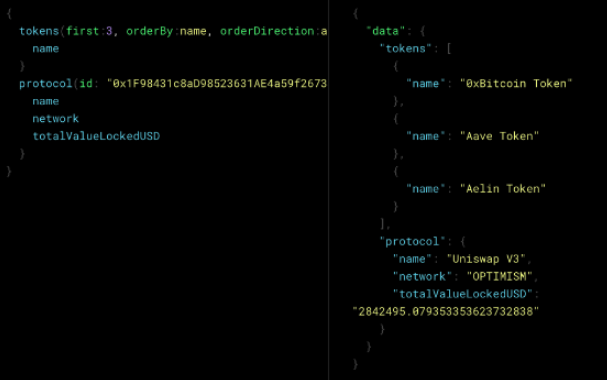 {
tokens(first:3, orderBy:name, orderDirection:a
name
}
protocol(id: "0x1F98431c8aD98523631AE4a59f2673
name
network
totalValueLockedUSD
}
}
{
"data": {
"tokens": [
{
"name": "0xBitcoin Token"
},
{
"name": "Aave Token"
},
{
"name": "Aelin Token"
}
],
"protocol": {
"name": "Uniswap V3",
"network": "OPTIMISM",
"totalValueLockedUSD":
"2842495.079353353623732838"
}
}
}